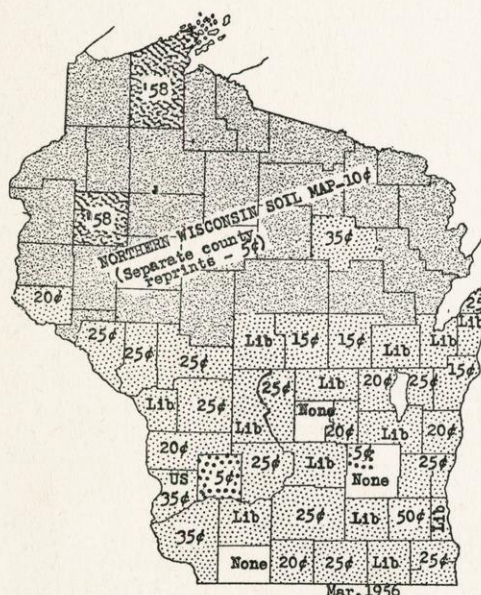 '58
NORTHERN WISCONSIN SOIL MAP-10¢
(Separate county
reprints - 5¢)
'58
35¢
20¢
25¢
Lib
25¢
25¢
25¢
Lib
15¢
15¢
Lib
Lib
15¢
Lib
25¢
Lib
25¢
Lib
20¢
25¢
None
20¢
Lib
20¢
20¢
US
35¢
5¢
25¢
Lib
5¢
None
25¢
35¢
Lib
25¢
Lib
50¢
Lib
None
20¢
25¢
Lib
25¢
Mar. 1956